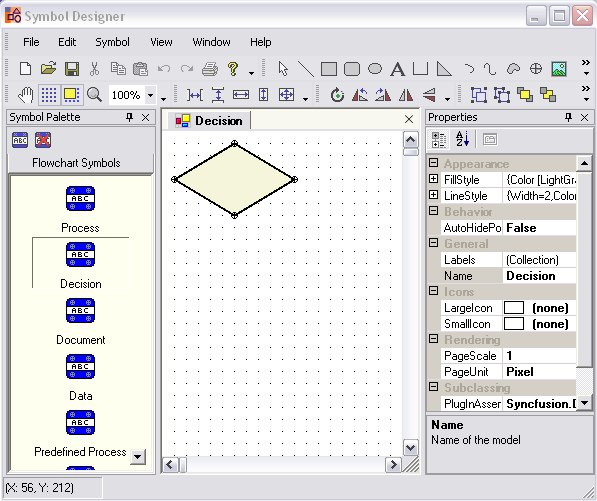 Symbol Designer
File Edit Symbol View Window Help
A
100%
Symbol Palette
Flowchart Symbols
ABC
Process
ABC
Decision
ABC
Document
ABC
Data
ABC
Predefined Process
Decision
Properties
Appearance
FillStyle {Color [LightGr
LineStyle {Width=2,Color
Behavior
AutoHidePo False
General
Labels (Collection)
Name Decision
Icons
LargeIcon (none)
SmallIcon (none)
Rendering
PageScale 1
PageUnit Pixel
Subclassing
PlugInAsser Syncfusion.D
Name
Name of the model
(X: 56, Y: 212)